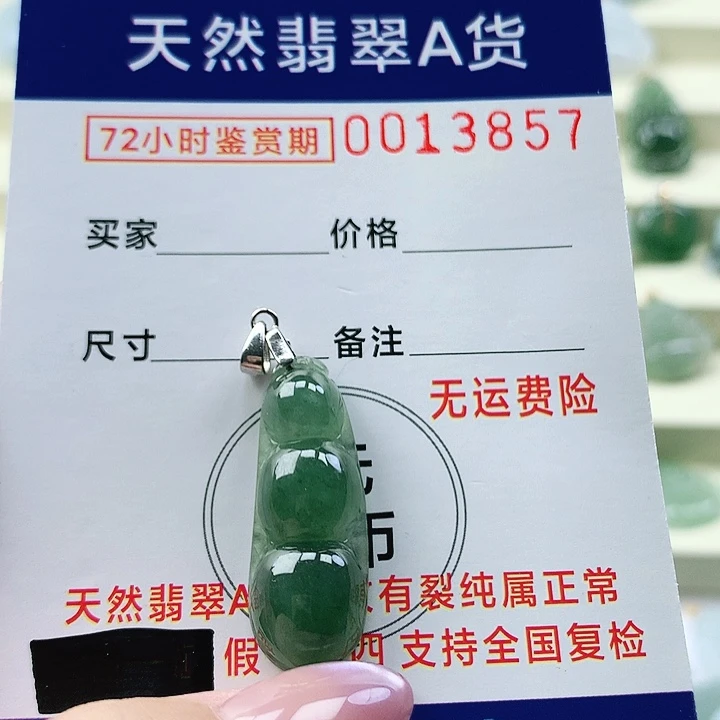 天然翡翠A货
72小时鉴赏期 0013857
买家 价格
尺寸 备注
无运费险
天然翡翠A 有裂纯属正常
假 四 支持全国复检